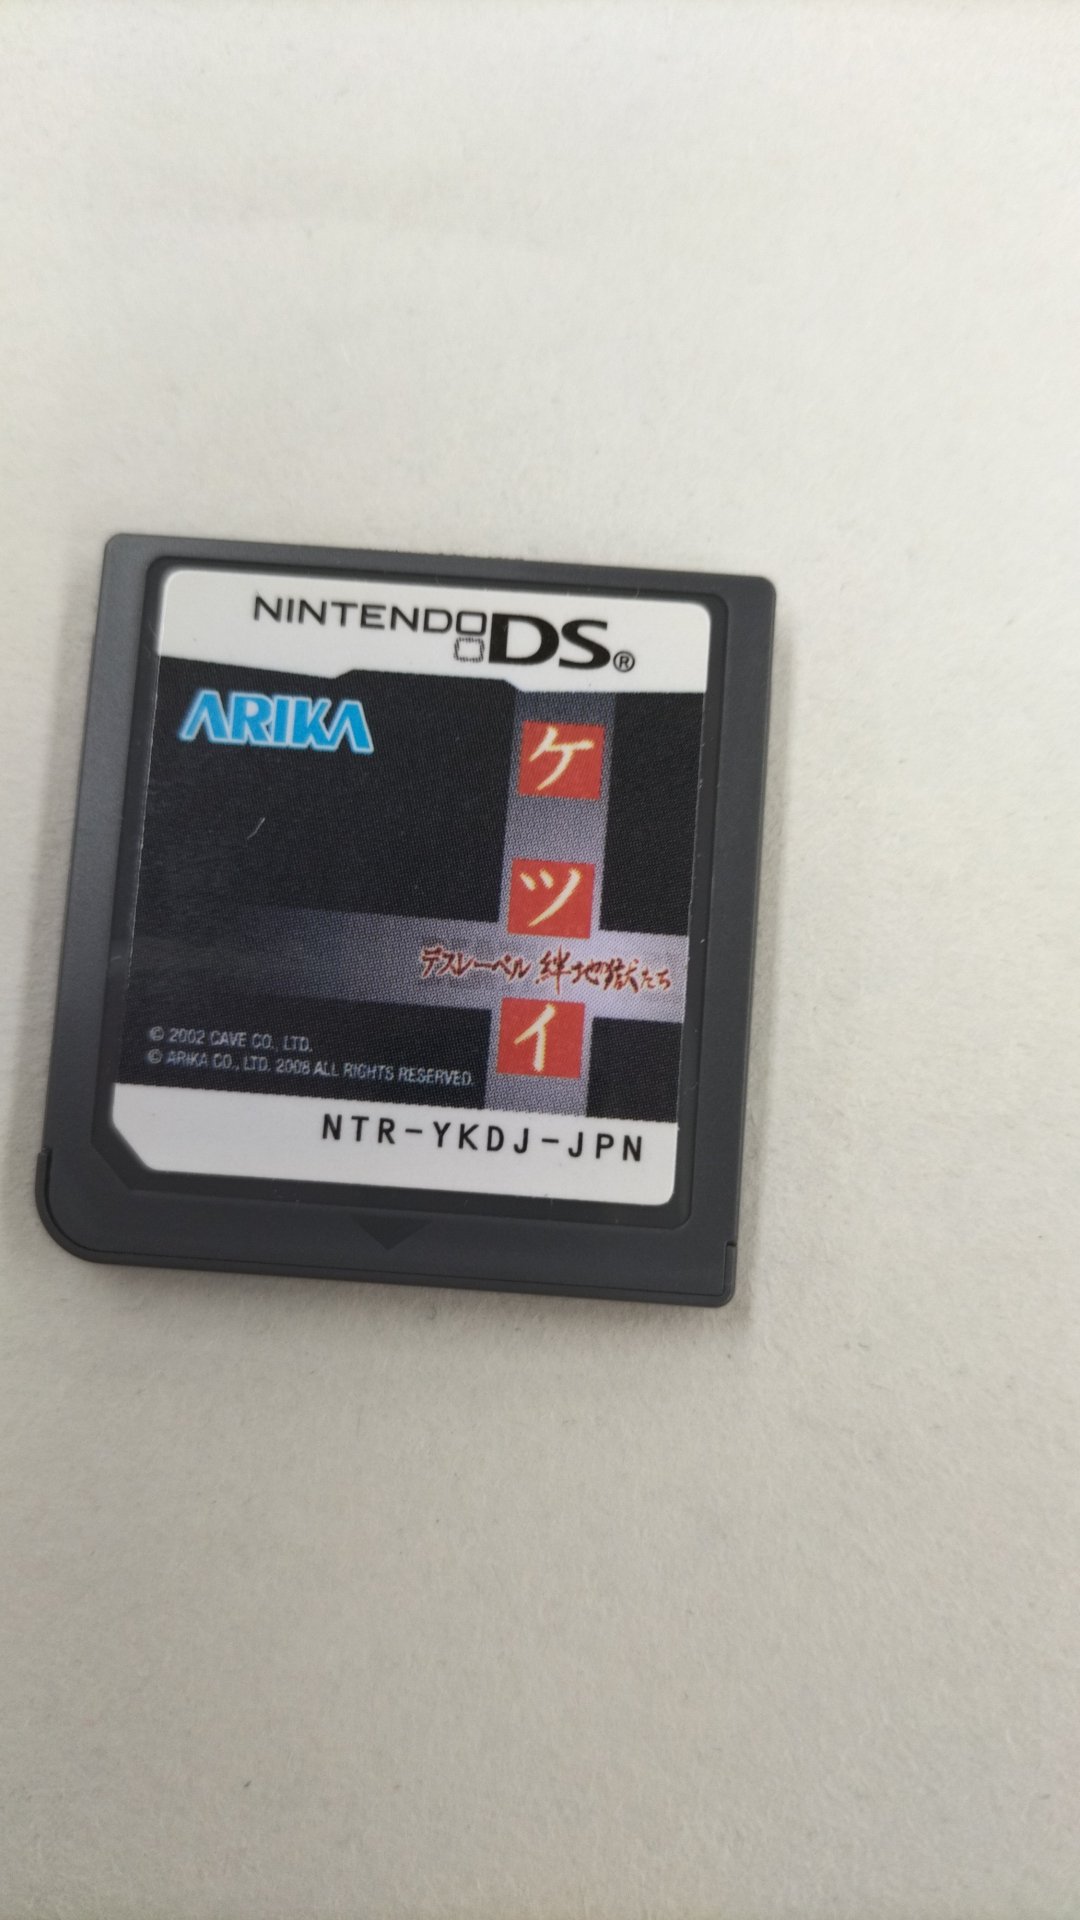 NINTENDO DS®
ARIKA
ケツイ
デスレーベル 絆地獄たち
© 2002 CAVE CO., LTD.
© ARIKA CO., LTD. 2008 ALL RIGHTS RESERVED.
NTR-YKDJ-JPN